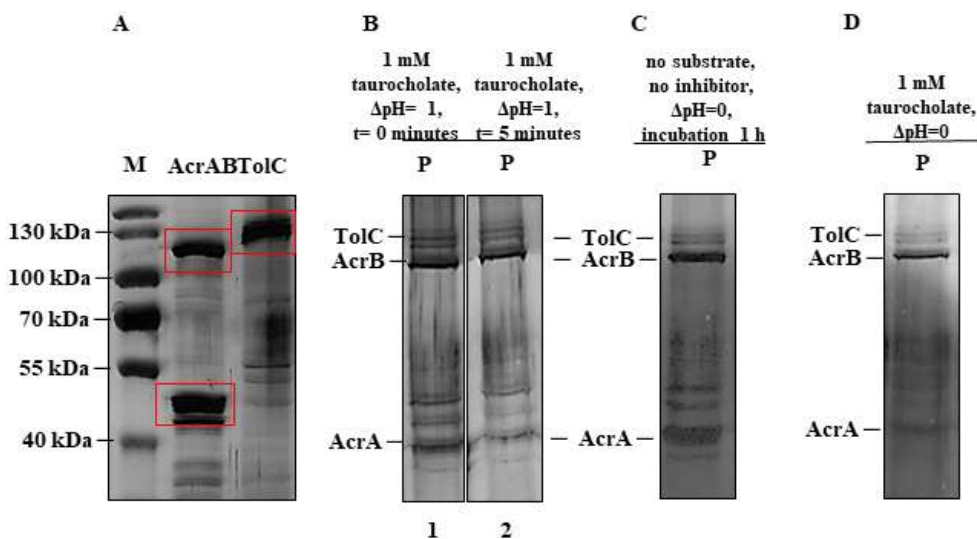 A
B
C
D
1 mM
taurocholate,
ΔpH= 1,
t= 0 minutes
1 mM
taurocholate,
ΔpH=1,
t= 5 minutes
no substrate,
no inhibitor,
ΔpH=0,
incubation 1 h
1 mM
taurocholate,
ΔpH=0
M
AcrAB
TolC
P
P
P
P
130 kDa
100 kDa
70 kDa
55 kDa
40 kDa
TolC
AcrB
AcrA
TolC
AcrB
AcrA
TolC
AcrB
AcrA
1
2